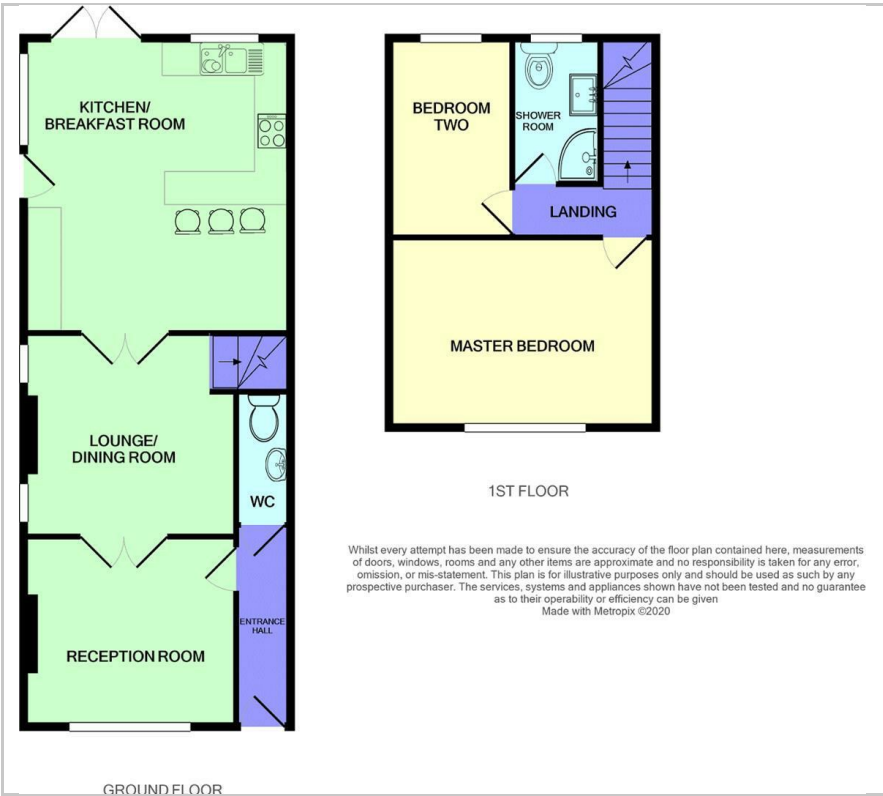 KITCHEN/
BREAKFAST ROOM
LOUNGE/
DINING ROOM
WC
ENTRANCE
HALL
RECEPTION ROOM
GROUND FLOOR
BEDROOM
TWO
SHOWER
ROOM
LANDING
MASTER BEDROOM
1ST FLOOR
Whilst every attempt has been made to ensure the accuracy of the floor plan contained here, measurements
of doors, windows, rooms and any other items are approximate and no responsibility is taken for any error,
omission, or mis-statement. This plan is for illustrative purposes only and should be used as such by any
prospective purchaser. The services, systems and appliances shown have not been tested and no guarantee
as to their operability or efficiency can be given
Made with Metropix ©2020